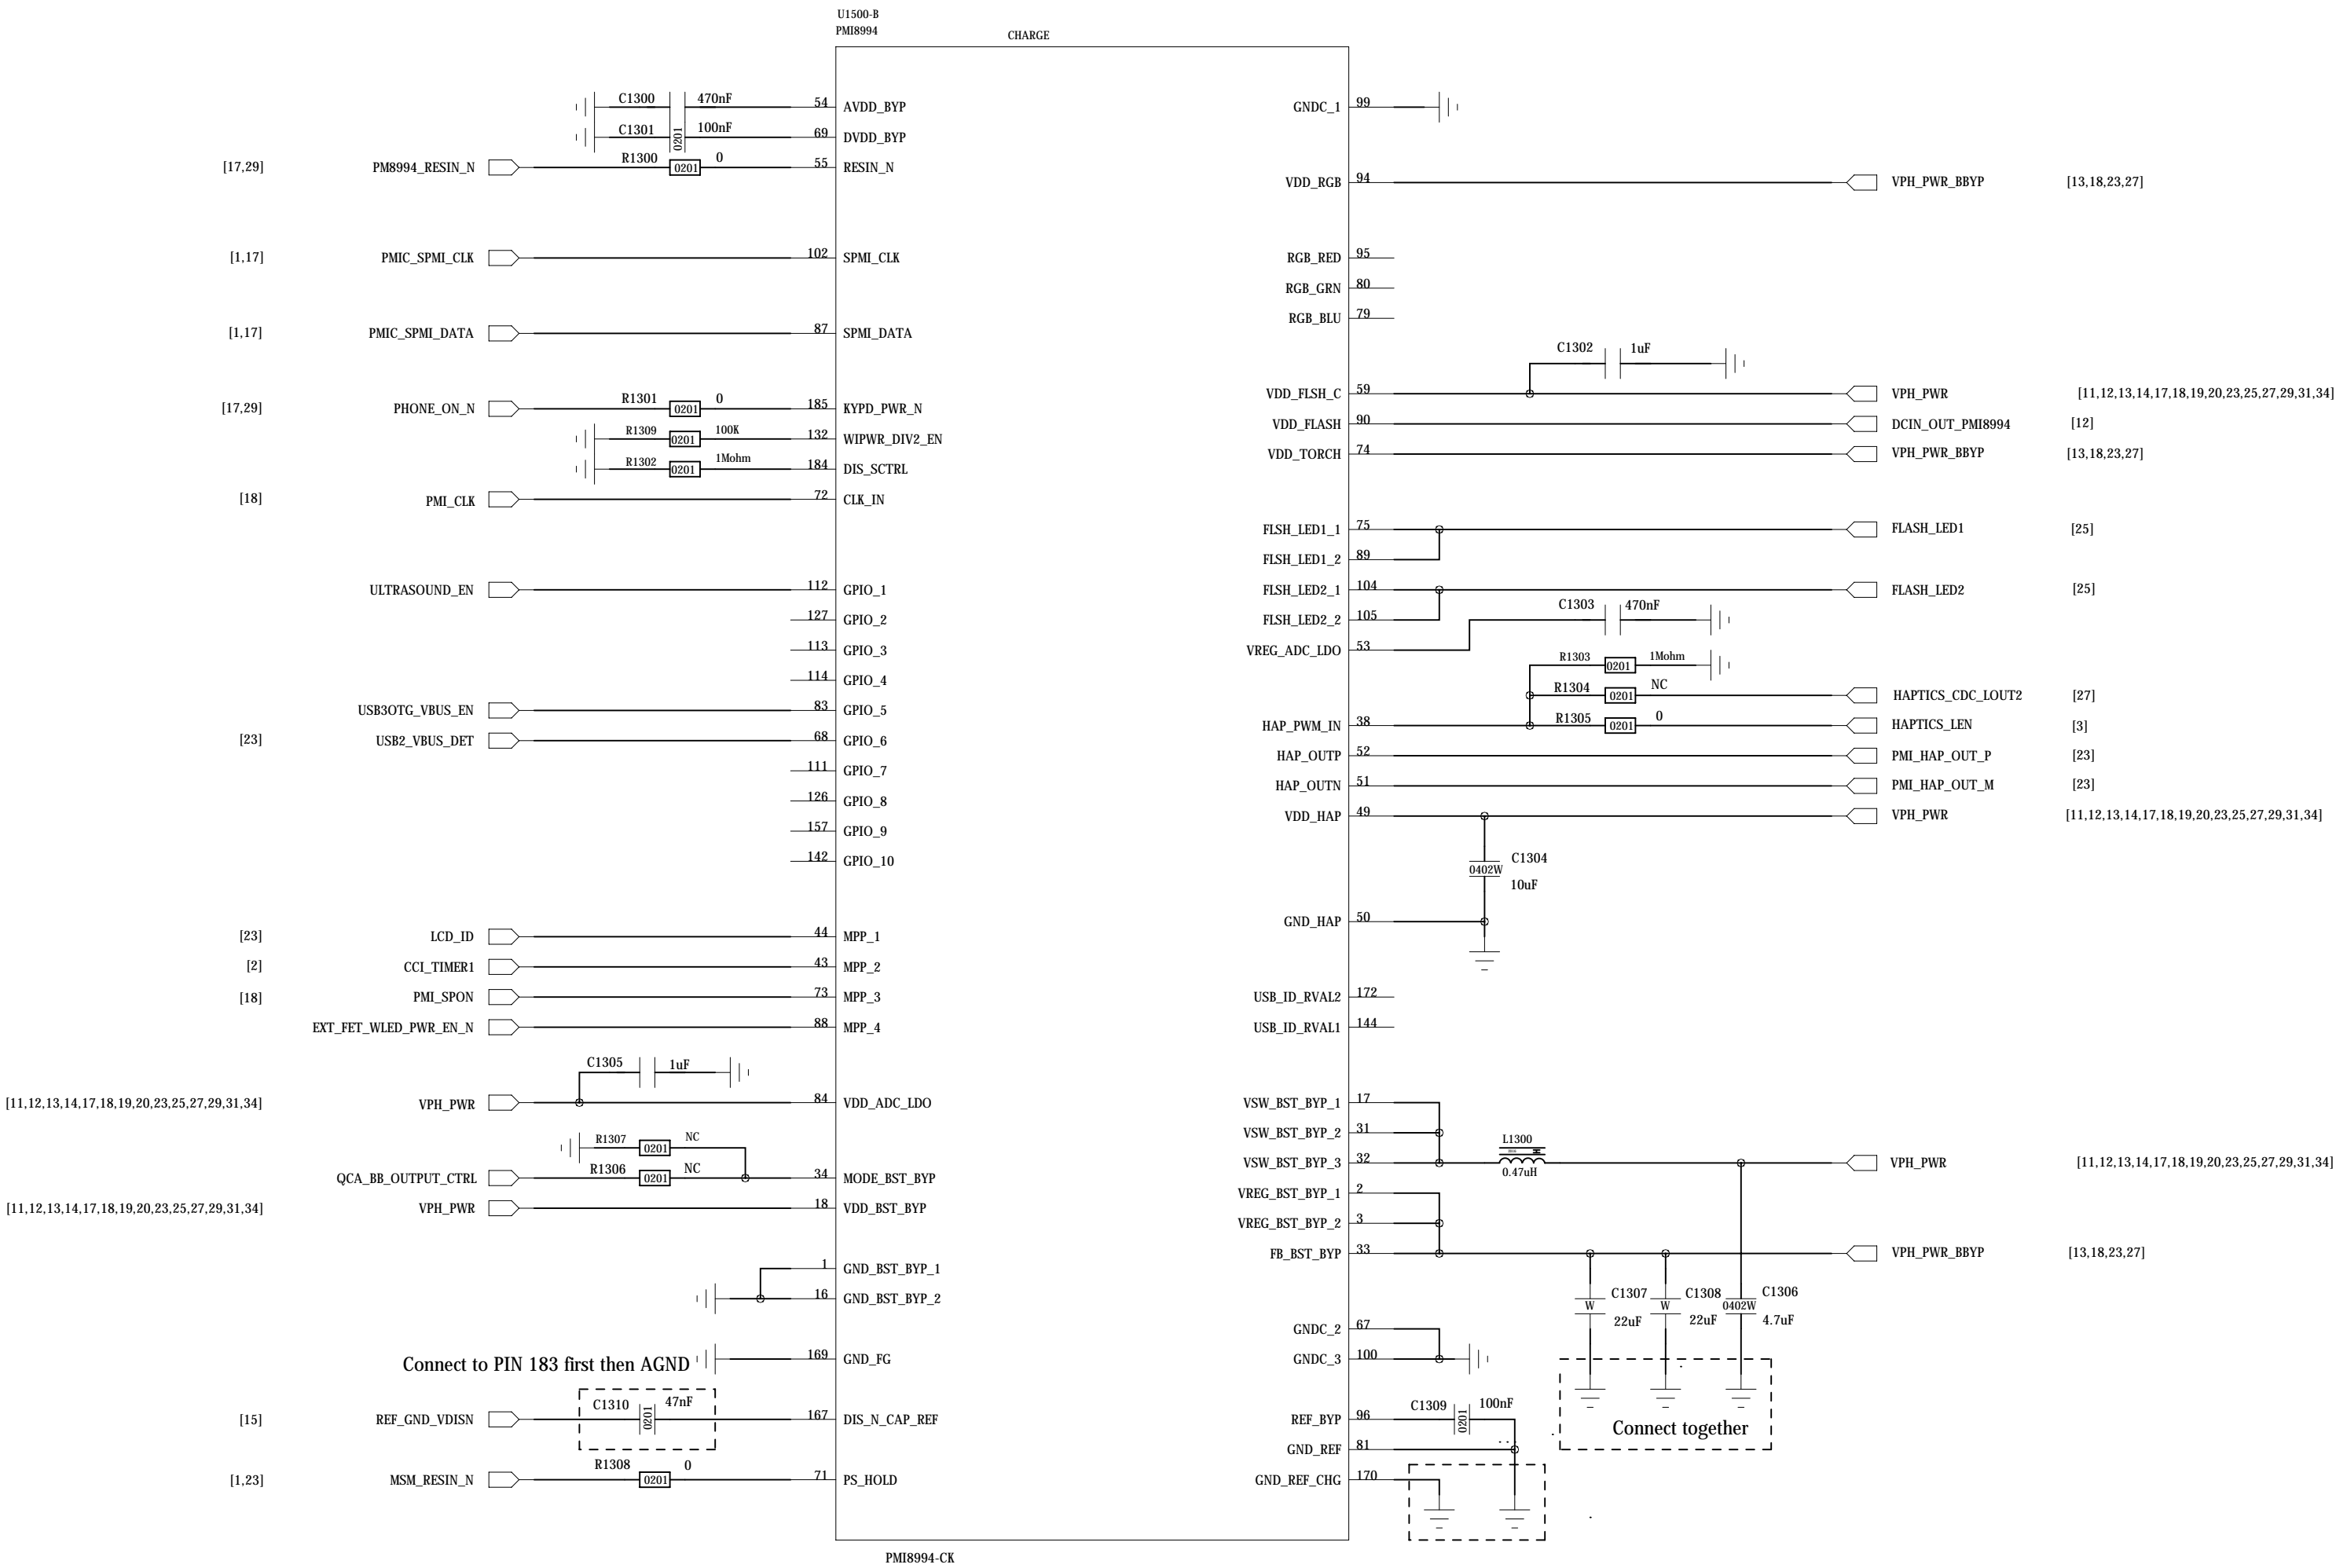 U1500-B
PMI8994
CHARGE
C1300 470nF 54 AVDD_BYP
GNDC_1 99
C1301 0201 100nF 69 DVDD_BYP
[17,29] PM8994_RESIN_N R1300 0201 0 55 RESIN_N
VDD_RGB 94 VPH_PWR_BBYP [13,18,23,27]
[1,17] PMIC_SPMI_CLK 102 SPMI_CLK
RGB_RED 95
RGB_GRN 80
RGB_BLU 79
[1,17] PMIC_SPMI_DATA 87 SPMI_DATA
C1302 1uF
VDD_FLSH_C 59 VPH_PWR [11,12,13,14,17,18,19,20,23,25,27,29,31,34]
[17,29] PHONE_ON_N R1301 0201 0 185 KYPD_PWR_N
VDD_FLASH 90 DCIN_OUT_PMI8994 [12]
R1309 0201 100K 132 WIPWR_DIV2_EN
VDD_TORCH 74 VPH_PWR_BBYP [13,18,23,27]
R1302 0201 1Mohm 184 DIS_SCTRL
[18] PMI_CLK 72 CLK_IN
FLSH_LED1_1 75 FLASH_LED1 [25]
FLSH_LED1_2 89
ULTRASOUND_EN 112 GPIO_1
FLSH_LED2_1 104 FLASH_LED2 [25]
127 GPIO_2
FLSH_LED2_2 105 C1303 470nF
113 GPIO_3
VREG_ADC_LDO 53
R1303 0201 1Mohm
114 GPIO_4
R1304 0201 NC HAPTICS_CDC_LOUT2 [27]
USB3OTG_VBUS_EN 83 GPIO_5
HAP_PWM_IN 38 R1305 0201 0 HAPTICS_LEN [3]
[23] USB2_VBUS_DET 68 GPIO_6
HAP_OUTP 52 PMI_HAP_OUT_P [23]
111 GPIO_7
HAP_OUTN 51 PMI_HAP_OUT_M [23]
126 GPIO_8
VDD_HAP 49 VPH_PWR [11,12,13,14,17,18,19,20,23,25,27,29,31,34]
157 GPIO_9
142 GPIO_10
C1304
0402W
10uF
GND_HAP 50
[23] LCD_ID 44 MPP_1
[2] CCI_TIMER1 43 MPP_2
[18] PMI_SPON 73 MPP_3
USB_ID_RVAL2 172
EXT_FET_WLED_PWR_EN_N 88 MPP_4
USB_ID_RVAL1 144
C1305 1uF
[11,12,13,14,17,18,19,20,23,25,27,29,31,34] VPH_PWR 84 VDD_ADC_LDO
VSW_BST_BYP_1 17
R1307 0201 NC
VSW_BST_BYP_2 31
L1300
VSW_BST_BYP_3 32 VPH_PWR [11,12,13,14,17,18,19,20,23,25,27,29,31,34]
0.47uH
QCA_BB_OUTPUT_CTRL R1306 0201 NC 34 MODE_BST_BYP
VREG_BST_BYP_1 2
[11,12,13,14,17,18,19,20,23,25,27,29,31,34] VPH_PWR 18 VDD_BST_BYP
VREG_BST_BYP_2 3
FB_BST_BYP 33 VPH_PWR_BBYP [13,18,23,27]
1 GND_BST_BYP_1
16 GND_BST_BYP_2
C1307 C1308 C1306
W W 0402W
22uF 22uF 4.7uF
GNDC_2 67
Connect to PIN 183 first then AGND
169 GND_FG
GNDC_3 100
[15] REF_GND_VDISN C1310 0201 47nF 167 DIS_N_CAP_REF
REF_BYP 96 C1309 0201 100nF
Connect together
GND_REF 81
[1,23] MSM_RESIN_N R1308 0201 0 71 PS_HOLD
GND_REF_CHG 170
PMI8994-CK